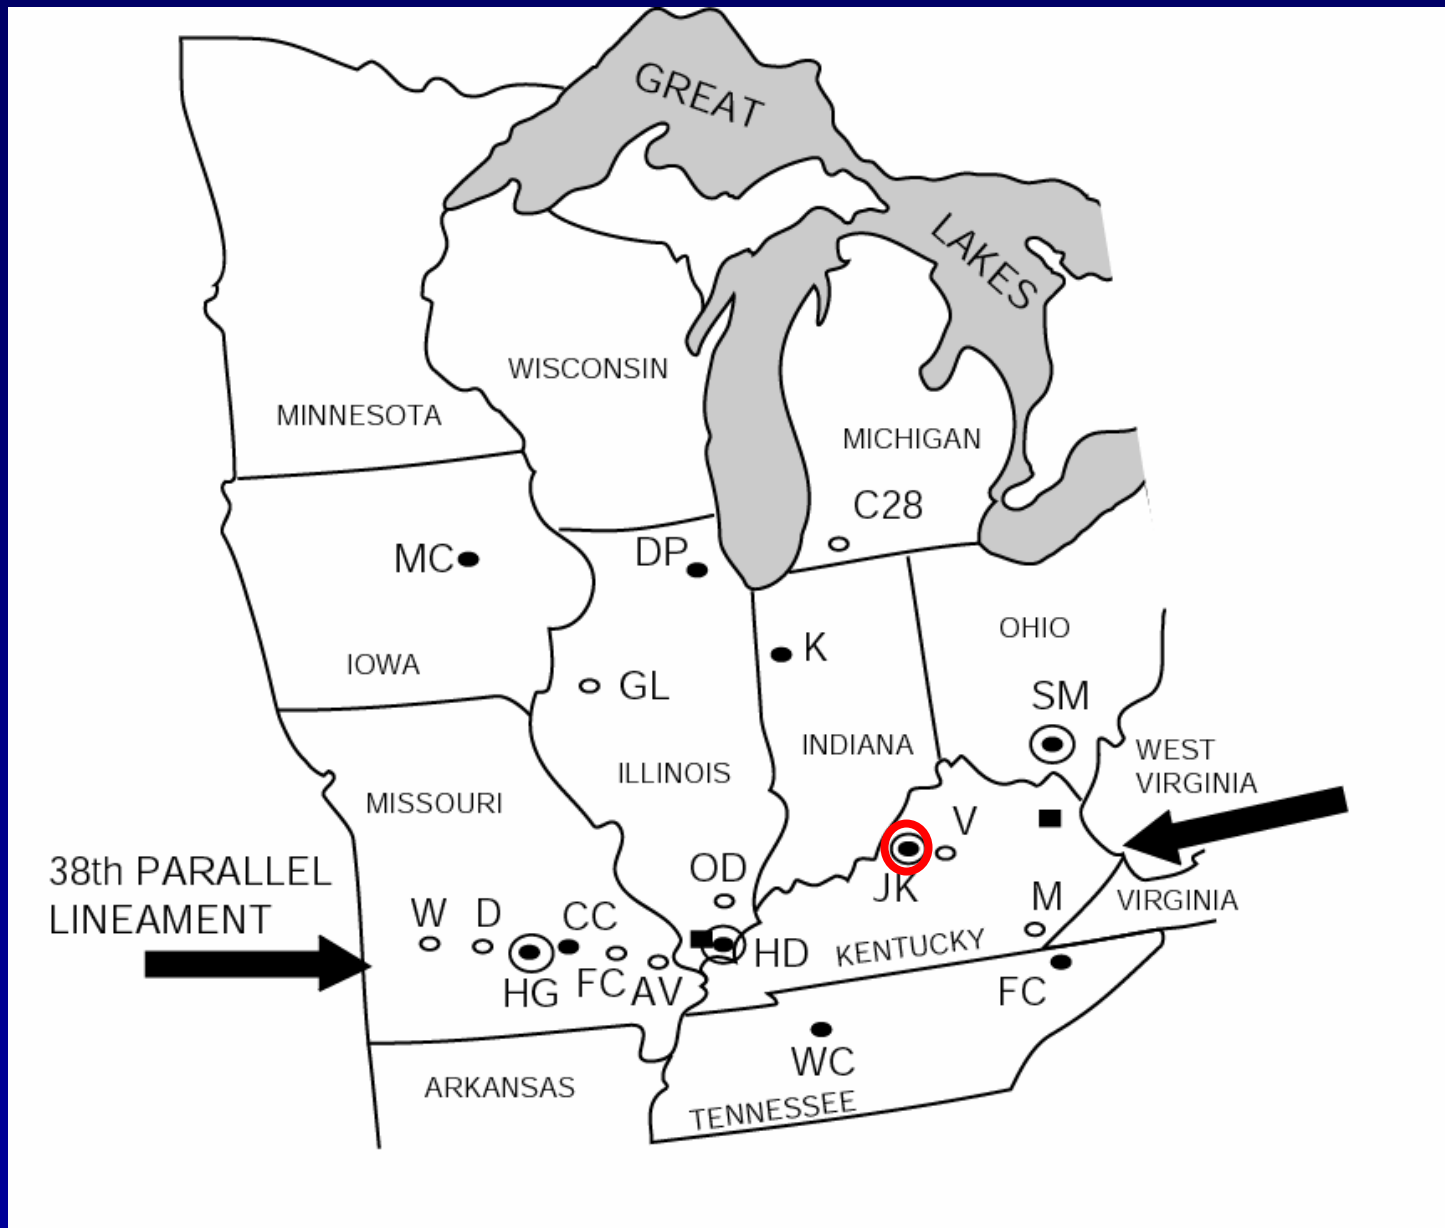 GREAT
LAKES
WISCONSIN
MINNESOTA
MICHIGAN
C28
MC
DP
IOWA
GL
K
OHIO
SM
INDIANA
ILLINOIS
WEST
VIRGINIA
MISSOURI
V
38th PARALLEL
LINEAMENT
OD
JK
W
D
CC
M
VIRGINIA
HD
KENTUCKY
HG
FC
AV
FC
WC
ARKANSAS
TENNESSEE